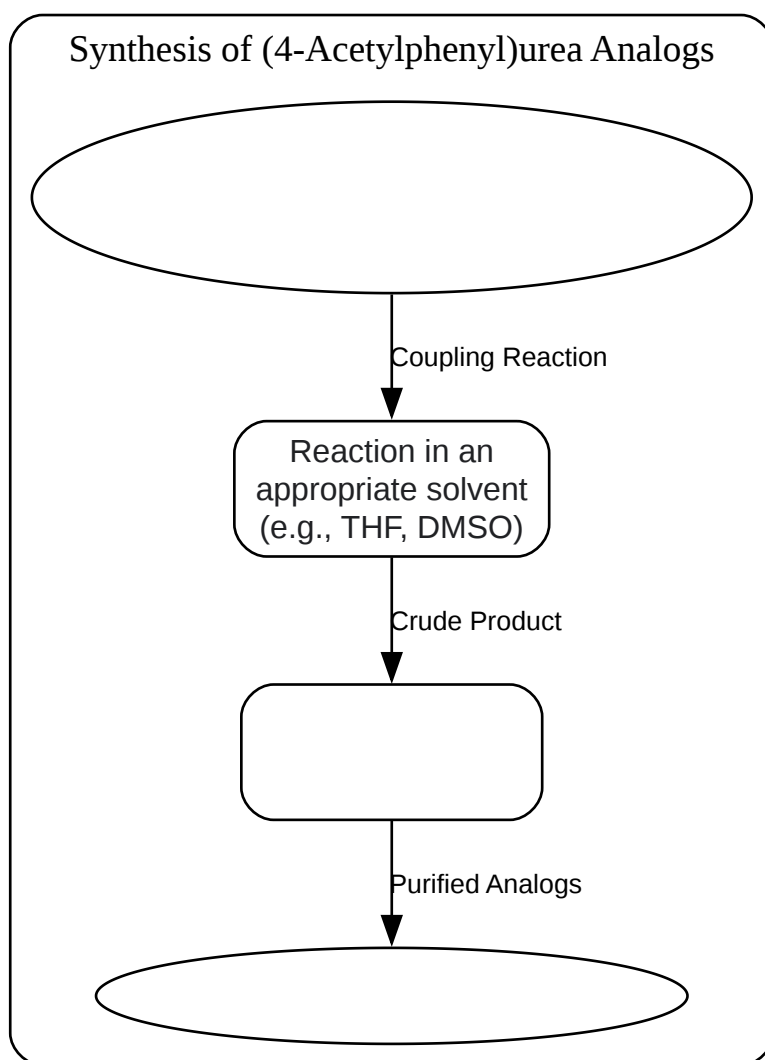 Synthesis of (4-Acetylphenyl)urea Analogs
Coupling Reaction
Reaction in an
appropriate solvent
(e.g., THF, DMSO)
Crude Product
Purified Analogs